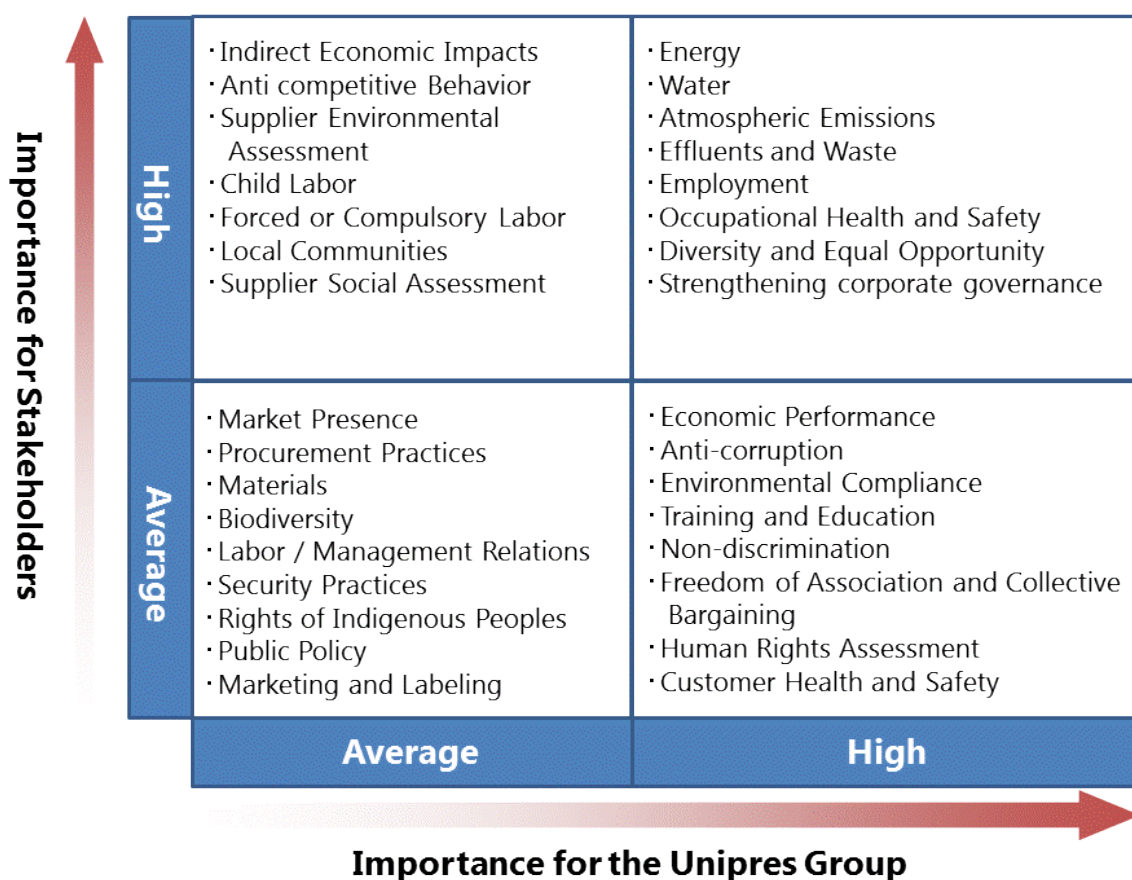 Importance for Stakeholders
High
・Indirect Economic Impacts
・Anti competitive Behavior
・Supplier Environmental
Assessment
・Child Labor
・Forced or Compulsory Labor
・Local Communities
・Supplier Social Assessment
・Energy
・Water
・Atmospheric Emissions
・Effluents and Waste
・Employment
・Occupational Health and Safety
・Diversity and Equal Opportunity
・Strengthening corporate governance
Average
・Market Presence
・Procurement Practices
・Materials
・Biodiversity
・Labor / Management Relations
・Security Practices
・Rights of Indigenous Peoples
・Public Policy
・Marketing and Labeling
・Economic Performance
・Anti-corruption
・Environmental Compliance
・Training and Education
・Non-discrimination
・Freedom of Association and Collective
Bargaining
・Human Rights Assessment
・Customer Health and Safety
Average
High
Importance for the Unipres Group